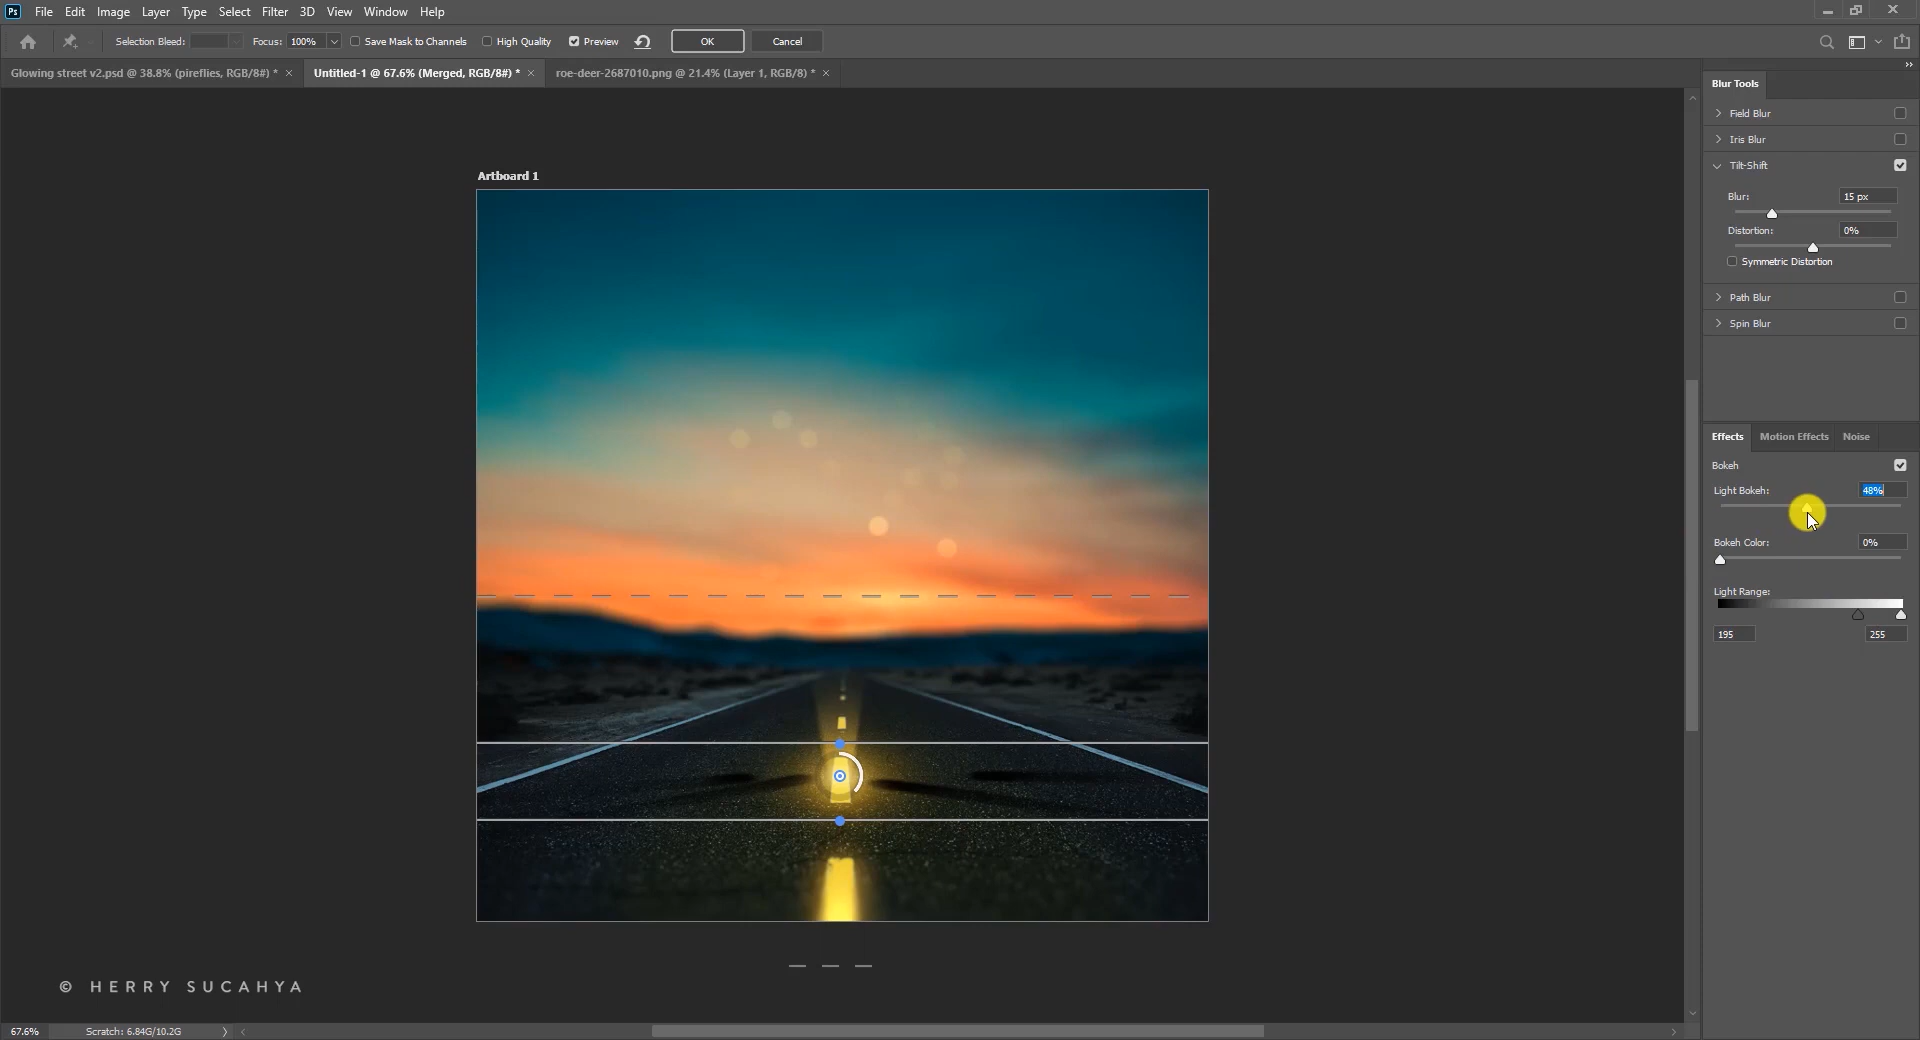 Ps File Edit Image Layer Type Select Filter 3D View Window Help
Selection Bleed: Focus: 100% Save Mask to Channels High Quality Preview OK Cancel
Glowing street v2.psd @ 38.8% (pireflies, RGB/8#) * × Untitled-1 @ 67.6% (Merged, RGB/8#) * × roe-deer-2687010.png @ 21.4% (Layer 1, RGB/8) * ×
Blur Tools
Field Blur
Iris Blur
Tilt-Shift
Blur: 15 px
Distortion: 0%
Symmetric Distortion
Path Blur
Spin Blur
Artboard 1
Effects Motion Effects Noise
Bokeh
Light Bokeh: 48%
Bokeh Color: 0%
Light Range:
195 255
© HERRY SUCAHYA
67.6% Scratch: 6.84G/10.2G